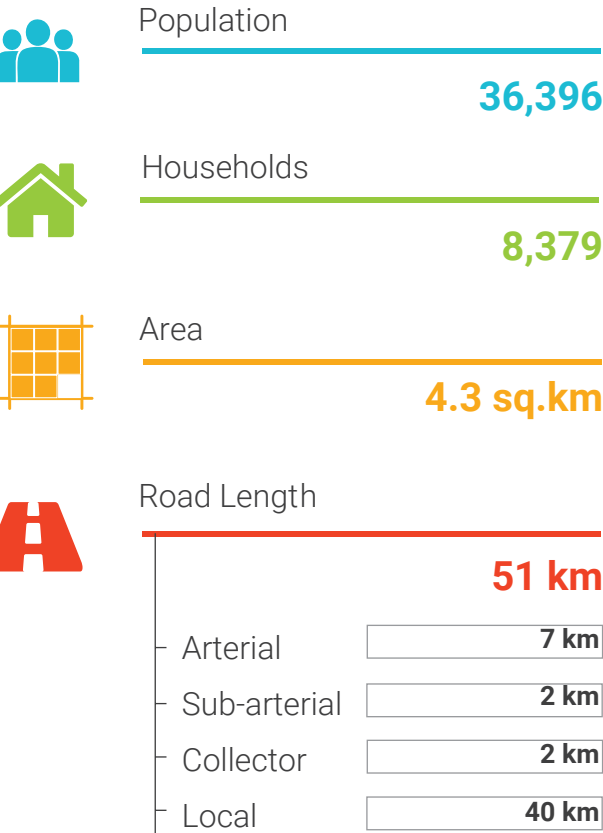 Population
36,396
Households
8,379
Area
4.3 sq.km
Road Length
51 km
Arterial 7 km
Sub-arterial 2 km
Collector 2 km
Local 40 km